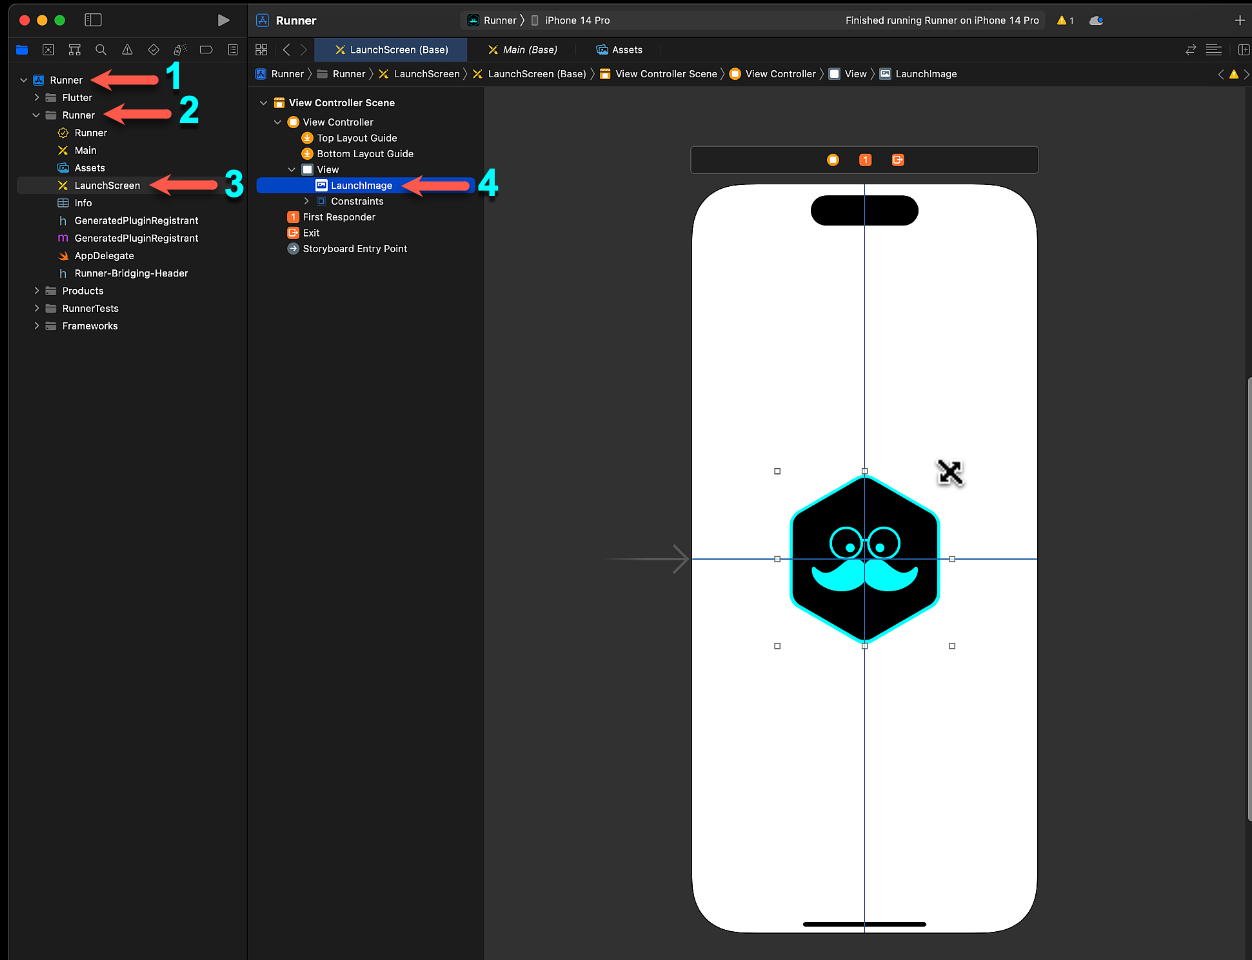 Runner
Runner
iPhone 14 Pro
Finished running Runner on iPhone 14 Pro
1
LaunchScreen (Base)
Main (Base)
Assets
Runner
Runner
LaunchScreen
LaunchScreen (Base)
View Controller Scene
View Controller
View
LaunchImage
Runner
1
Flutter
Runner
2
Runner
Main
Assets
LaunchScreen
3
Info
h GeneratedPluginRegistrant
m GeneratedPluginRegistrant
AppDelegate
h Runner-Bridging-Header
Products
RunnerTests
Frameworks
View Controller Scene
View Controller
Top Layout Guide
Bottom Layout Guide
View
LaunchImage
4
Constraints
1 First Responder
Exit
Storyboard Entry Point
1